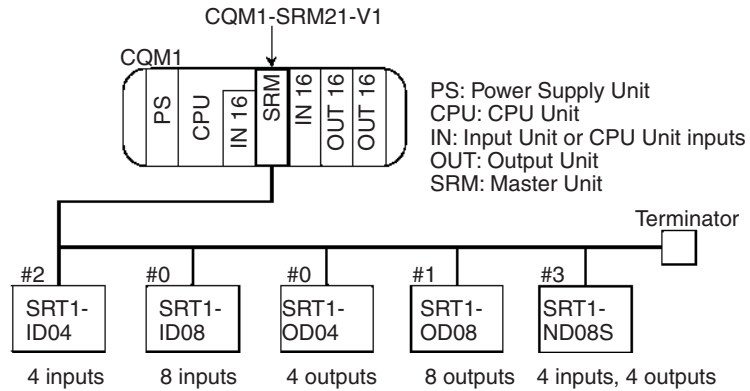 CQM1-SRM21-V1
CQM1
PS
CPU
IN 16
SRM
IN 16
OUT 16
OUT 16
PS: Power Supply Unit
CPU: CPU Unit
IN: Input Unit or CPU Unit inputs
OUT: Output Unit
SRM: Master Unit
Terminator
#2
#0
#0
#1
#3
SRT1-
ID04
SRT1-
ID08
SRT1-
OD04
SRT1-
OD08
SRT1-
ND08S
4 inputs
8 inputs
4 outputs
8 outputs
4 inputs, 4 outputs